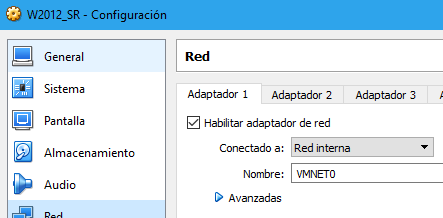 W2012_SR - Configuración
General
Sistema
Pantalla
Almacenamiento
Audio
Red
Red
Adaptador 1
Adaptador 2
Adaptador 3
Habilitar adaptador de red
Conectado a: Red interna
Nombre: VMNET0
Avanzadas